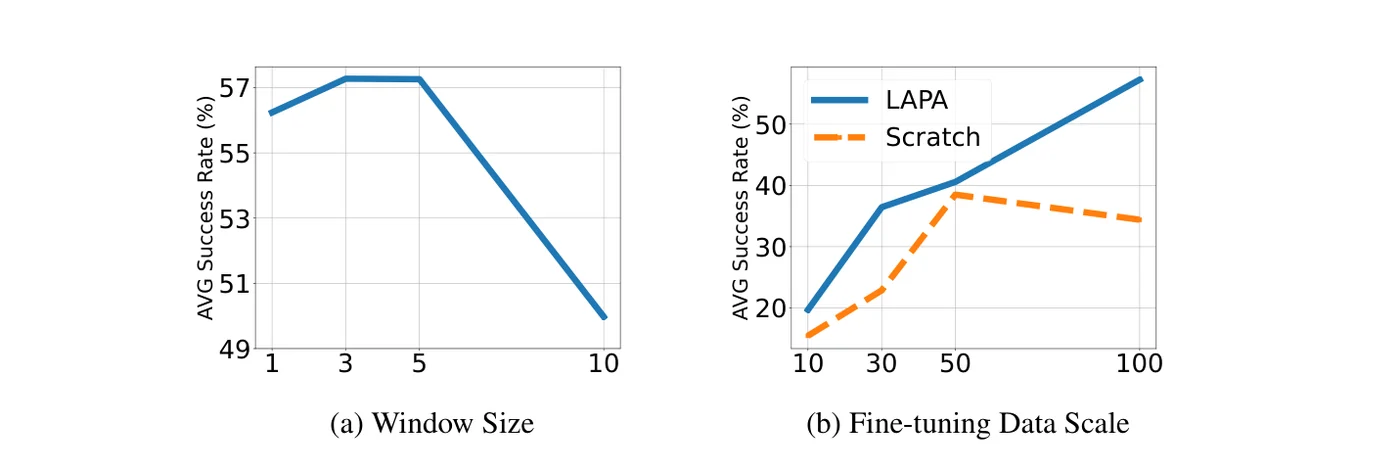 AVG Success Rate (%)
57
55
53
51
49
1 3 5 10
(a) Window Size
AVG Success Rate (%)
50
40
30
20
10 30 50 100
LAPA
Scratch
(b) Fine-tuning Data Scale